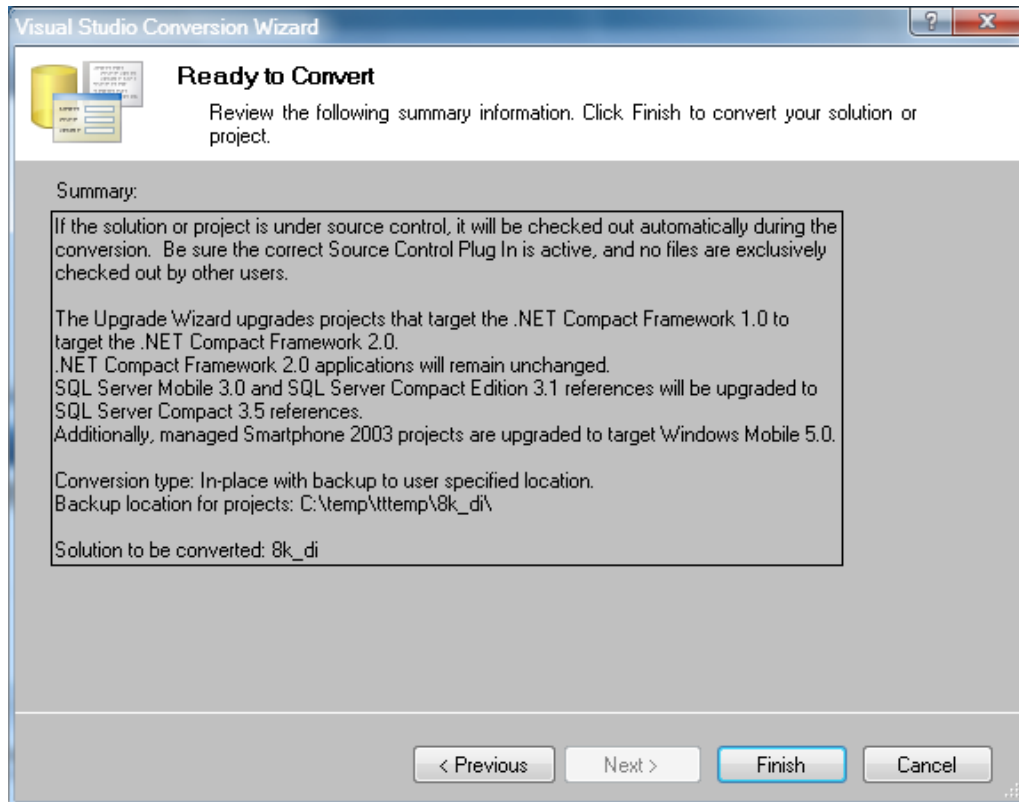 Visual Studio Conversion Wizard
Ready to Convert
Review the following summary information. Click Finish to convert your solution or
project.
Summary:
If the solution or project is under source control, it will be checked out automatically during the
conversion.  Be sure the correct Source Control Plug In is active, and no files are exclusively
checked out by other users.
The Upgrade Wizard upgrades projects that target the .NET Compact Framework 1.0 to
target the .NET Compact Framework 2.0.
.NET Compact Framework 2.0 applications will remain unchanged.
SQL Server Mobile 3.0 and SQL Server Compact Edition 3.1 references will be upgraded to
SQL Server Compact 3.5 references.
Additionally, managed Smartphone 2003 projects are upgraded to target Windows Mobile 5.0.
Conversion type: In-place with backup to user specified location.
Backup location for projects: C:\temp\tttemp\8k_di\
Solution to be converted: 8k_di
< Previous
Next >
Finish
Cancel